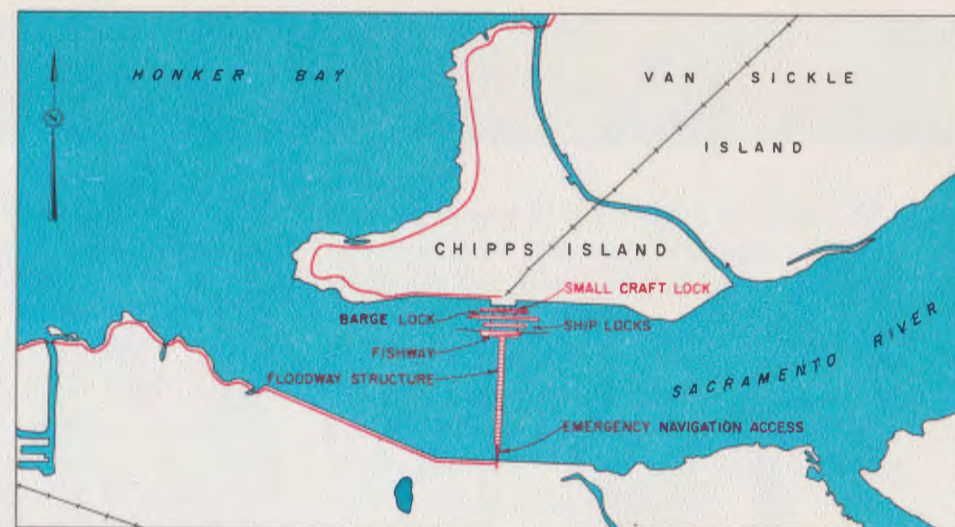 HONKER BAY
VAN SICKLE
ISLAND
CHIPPS ISLAND
SMALL CRAFT LOCK
BARGE LOCK
SHIP LOCKS
FISHWAY
FLOODWAY STRUCTURE
SACRAMENTO RIVER
EMERGENCY NAVIGATION ACCESS